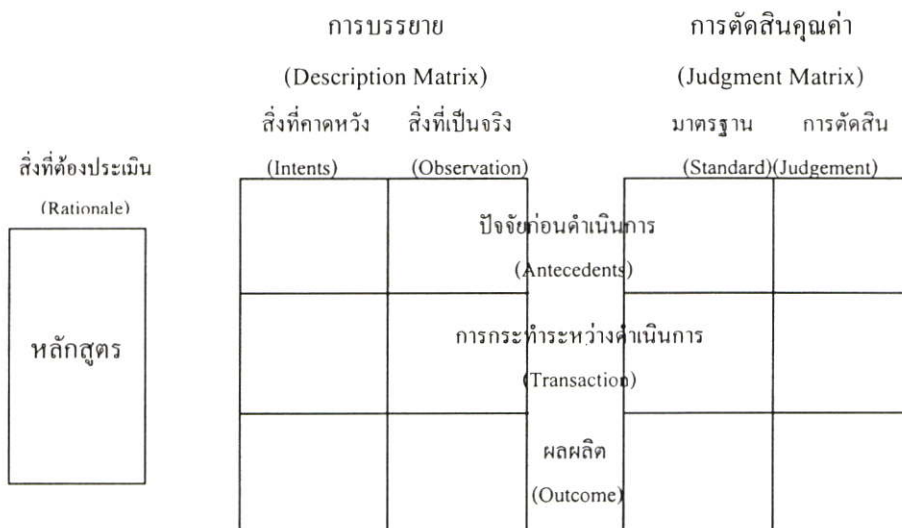 การบรรยาย การตัดสินคุณค่า
(Description Matrix) (Judgment Matrix)
สิ่งที่คาดหวัง สิ่งที่เป็นจริง มาตรฐาน การตัดสิน
สิ่งที่ต้องประเมิน (Intents) (Observation) (Standard)(Judgement)
(Rationale)
ปัจจัยก่อนดำเนินการ
(Antecedents)
หลักสูตร
การกระทำระหว่างดำเนินการ
(Transaction)
ผลผลิต
(Outcome)